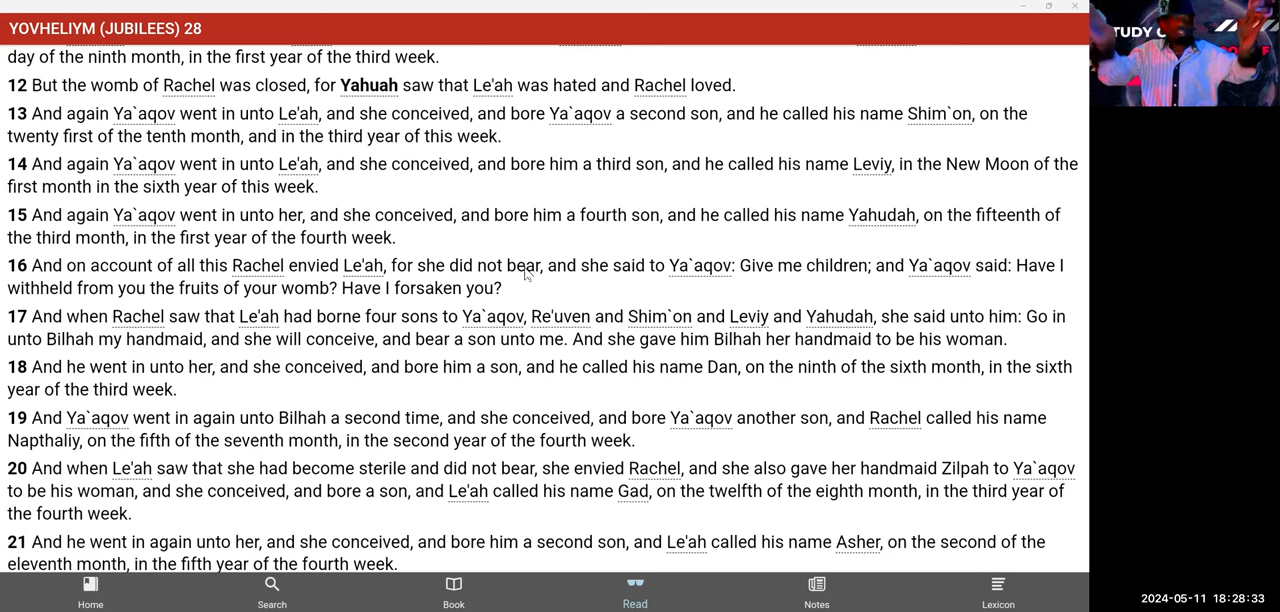 YOVHELIYM (JUBILEES) 28
day of the ninth month, in the first year of the third week.
12 But the womb of Rachel was closed, for Yahuah saw that Le'ah was hated and Rachel loved.
13 And again Ya`aqov went in unto Le'ah, and she conceived, and bore Ya`aqov a second son, and he called his name Shim`on, on the
twenty first of the tenth month, and in the third year of this week.
14 And again Ya`aqov went in unto Le'ah, and she conceived, and bore him a third son, and he called his name Leviy, in the New Moon of the
first month in the sixth year of this week.
15 And again Ya`aqov went in unto her, and she conceived, and bore him a fourth son, and he called his name Yahudah, on the fifteenth of
the third month, in the first year of the fourth week.
16 And on account of all this Rachel envied Le'ah, for she did not bear, and she said to Ya`aqov: Give me children; and Ya`aqov said: Have I
withheld from you the fruits of your womb? Have I forsaken you?
17 And when Rachel saw that Le'ah had borne four sons to Ya`aqov, Re'uven and Shim`on and Leviy and Yahudah, she said unto him: Go in
unto Bilhah my handmaid, and she will conceive, and bear a son unto me. And she gave him Bilhah her handmaid to be his woman.
18 And he went in unto her, and she conceived, and bore him a son, and he called his name Dan, on the ninth of the sixth month, in the sixth
year of the third week.
19 And Ya`aqov went in again unto Bilhah a second time, and she conceived, and bore Ya`aqov another son, and Rachel called his name
Napthaliy, on the fifth of the seventh month, in the second year of the fourth week.
20 And when Le'ah saw that she had become sterile and did not bear, she envied Rachel, and she also gave her handmaid Zilpah to Ya`aqov
to be his woman, and she conceived, and bore a son, and Le'ah called his name Gad, on the twelfth of the eighth month, in the third year of
the fourth week.
21 And he went in again unto her, and she conceived, and bore him a second son, and Le'ah called his name Asher, on the second of the
eleventh month, in the fifth year of the fourth week.
Home Search Book Read Notes Lexicon
TUDY
2024-05-11 18:28:33